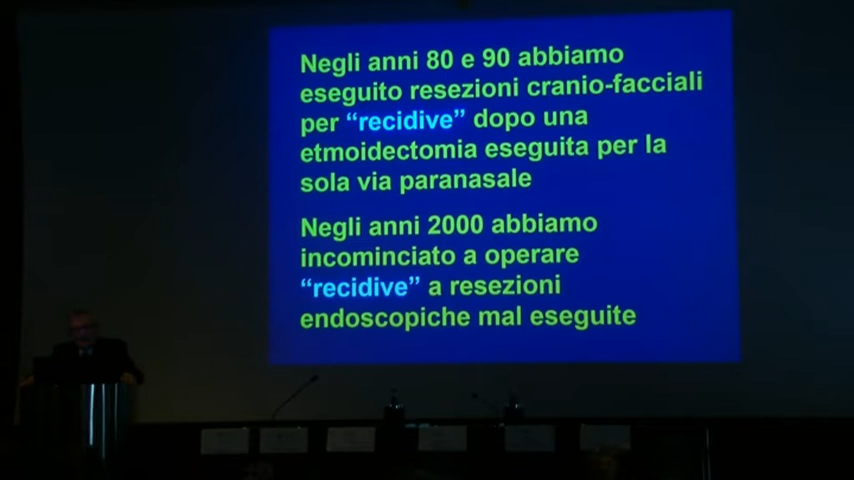 Negli anni 80 e 90 abbiamo
eseguito resezioni cranio-facciali
per “recidive” dopo una
etmoidectomia eseguita per la
sola via paranasale
Negli anni 2000 abbiamo
incominciato a operare
“recidive” a resezioni
endoscopiche mal eseguite